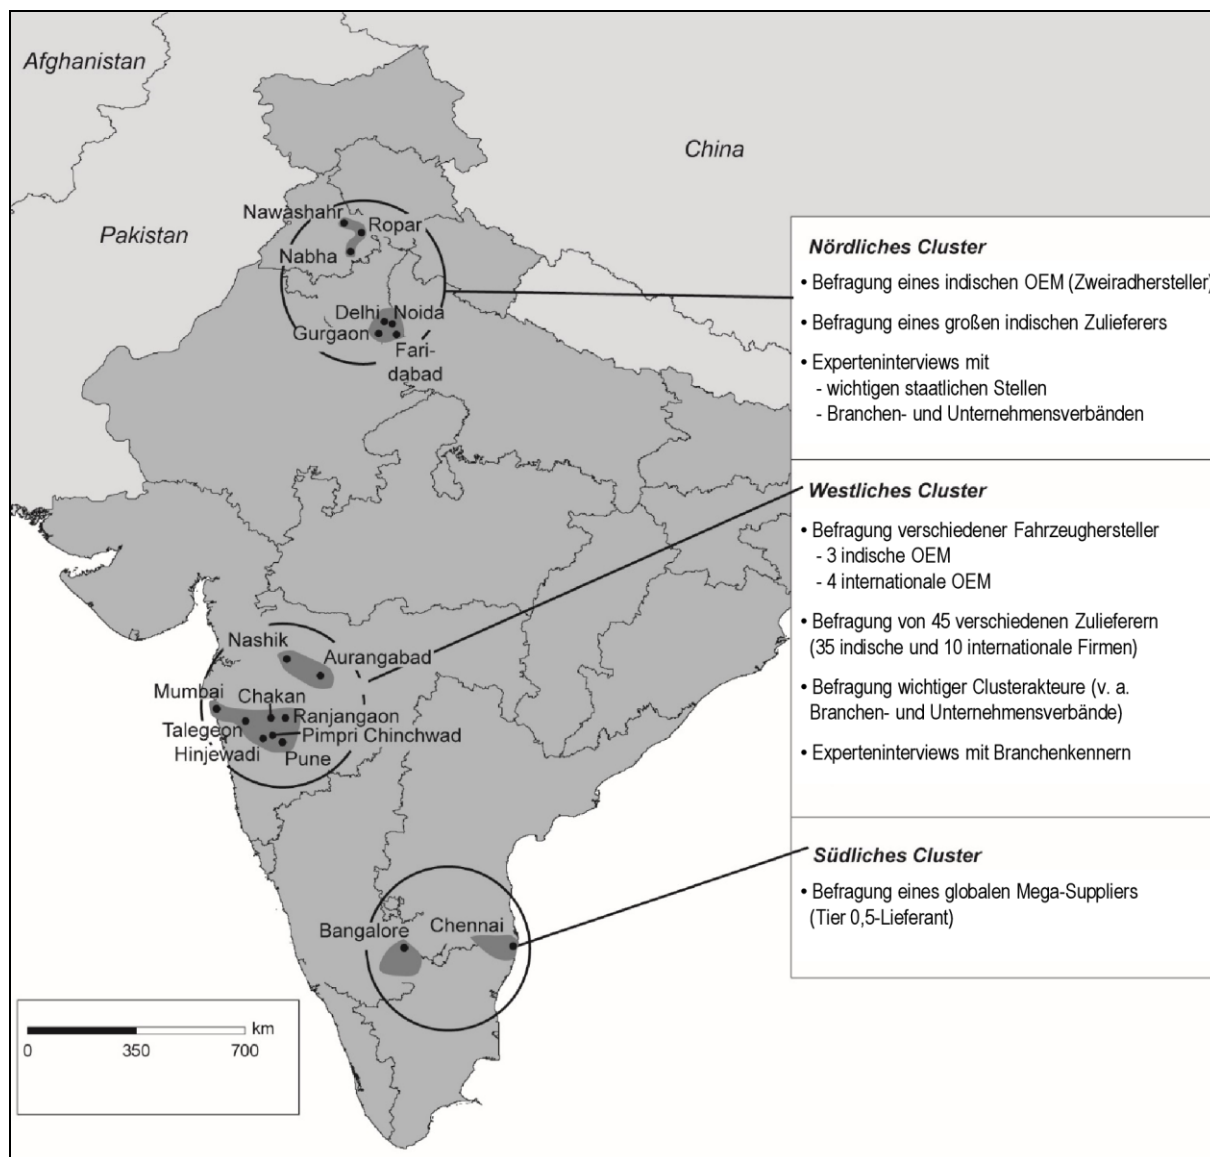 Afghanistan
China
Pakistan
Nawashahr
Ropar
Nabha
Delhi
Noida
Gurgaon
Fari-
dabad
Nashik
Aurangabad
Mumbai
Chakan
Ranjangaon
Talegeon
Pimpri Chinchwad
Hinjewadi
Pune
Bangalore
Chennai
km
0 350 700
Nördliches Cluster
• Befragung eines indischen OEM (Zweiradhersteller)
• Befragung eines großen indischen Zulieferers
• Experteninterviews mit
- wichtigen staatlichen Stellen
- Branchen- und Unternehmensverbänden
Westliches Cluster
• Befragung verschiedener Fahrzeughersteller
- 3 indische OEM
- 4 internationale OEM
• Befragung von 45 verschiedenen Zulieferern
(35 indische und 10 internationale Firmen)
• Befragung wichtiger Clusterakteure (v. a.
Branchen- und Unternehmensverbände)
• Experteninterviews mit Branchenkennern
Südliches Cluster
• Befragung eines globalen Mega-Suppliers
(Tier 0,5-Lieferant)